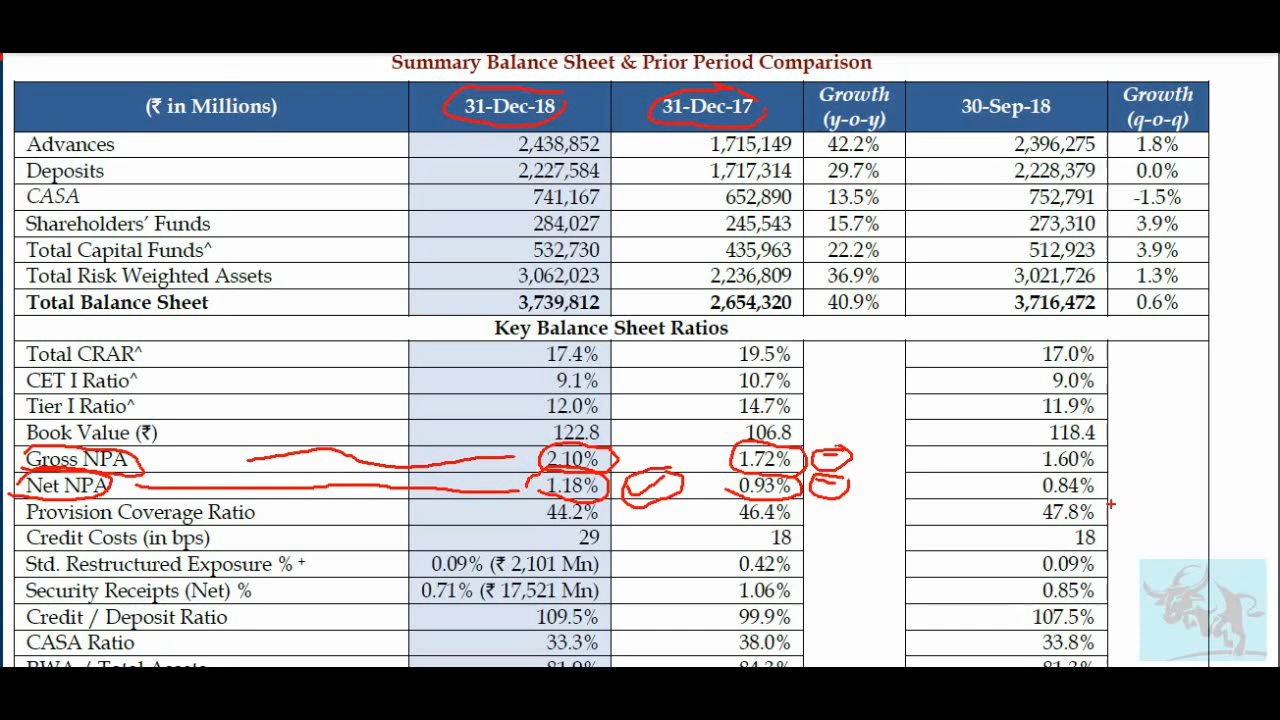 Summary Balance Sheet & Prior Period Comparison
(₹ in Millions) 31-Dec-18 31-Dec-17 Growth (y-o-y) 30-Sep-18 Growth (q-o-q)
Advances 2,438,852 1,715,149 42.2% 2,396,275 1.8%
Deposits 2,227,584 1,717,314 29.7% 2,228,379 0.0%
CASA 741,167 652,890 13.5% 752,791 -1.5%
Shareholders’ Funds 284,027 245,543 15.7% 273,310 3.9%
Total Capital Funds^ 532,730 435,963 22.2% 512,923 3.9%
Total Risk Weighted Assets 3,062,023 2,236,809 36.9% 3,021,726 1.3%
Total Balance Sheet 3,739,812 2,654,320 40.9% 3,716,472 0.6%
Key Balance Sheet Ratios
Total CRAR^ 17.4% 19.5% 17.0%
CET I Ratio^ 9.1% 10.7% 9.0%
Tier I Ratio^ 12.0% 14.7% 11.9%
Book Value (₹) 122.8 106.8 118.4
Gross NPA 2.10% 1.72% 1.60%
Net NPA 1.18% 0.93% 0.84%
Provision Coverage Ratio 44.2% 46.4% 47.8%
Credit Costs (in bps) 29 18 18
Std. Restructured Exposure % + 0.09% (₹ 2,101 Mn) 0.42% 0.09%
Security Receipts (Net) % 0.71% (₹ 17,521 Mn) 1.06% 0.85%
Credit / Deposit Ratio 109.5% 99.9% 107.5%
CASA Ratio 33.3% 38.0% 33.8%